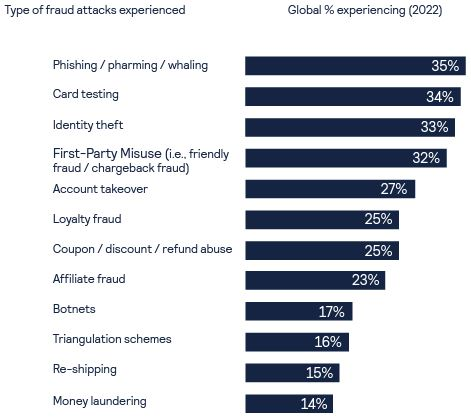 Type of fraud attacks experienced Global % experiencing (2022)
Phishing / pharming / whaling 35%
Card testing 34%
Identity theft 33%
First-Party Misuse (i.e., friendly
fraud / chargeback fraud) 32%
Account takeover 27%
Loyalty fraud 25%
Coupon / discount / refund abuse 25%
Affiliate fraud 23%
Botnets 17%
Triangulation schemes 16%
Re-shipping 15%
Money laundering 14%